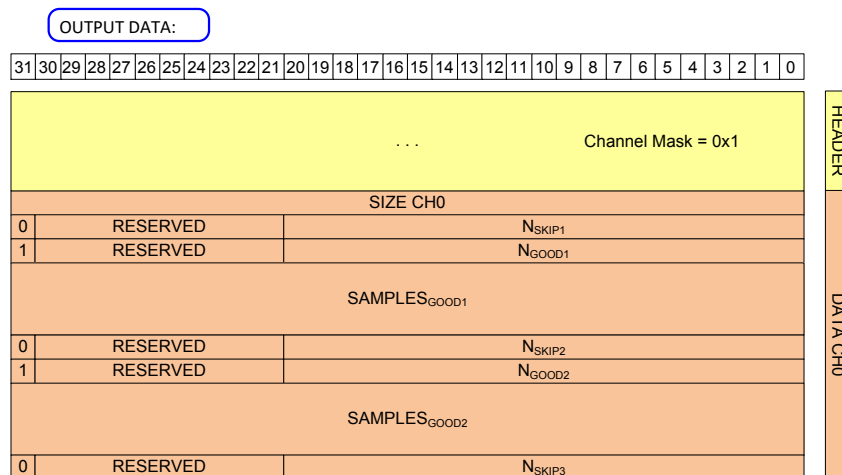 OUTPUT DATA:
31 30 29 28 27 26 25 24 23 22 21 20 19 18 17 16 15 14 13 12 11 10 9 8 7 6 5 4 3 2 1 0
. . . Channel Mask = 0x1
HEADER
SIZE CH0
0 RESERVED NSKIP1
1 RESERVED NGOOD1
SAMPLESGOOD1
DATA CH0
0 RESERVED NSKIP2
1 RESERVED NGOOD2
SAMPLESGOOD2
0 RESERVED NSKIP3